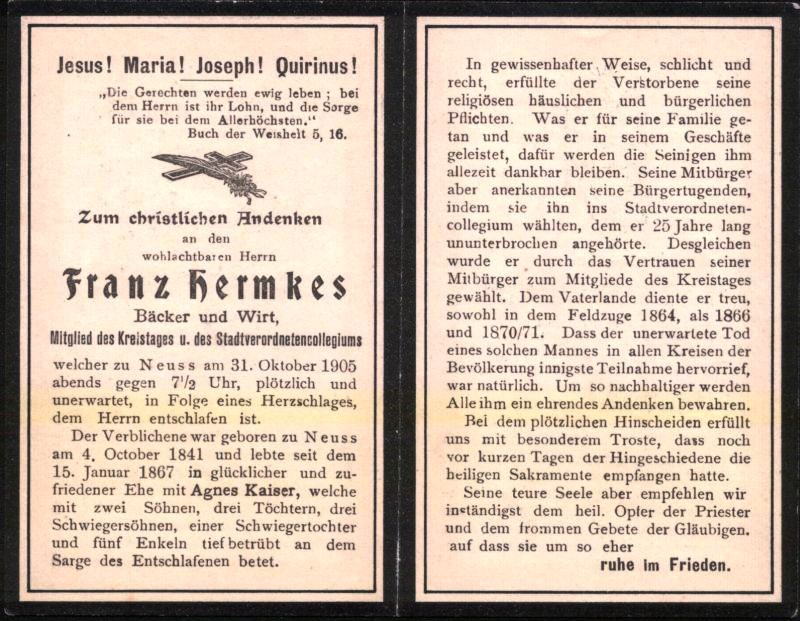 Jesus! Maria! Joseph! Quirinus!
„Die Gerechten werden ewig leben; bei
dem Herrn ist ihr Lohn, und die Sorge
für sie bei dem Allerhöchsten.“
Buch der Weisheit 5, 16.
Zum christlichen Andenken
an den
wohlachtbaren Herrn
Franz Hermkes
Bäcker und Wirt,
Mitglied des Kreistages u. des Stadtverordnetencollegiums
welcher zu Neuss am 31. Oktober 1905
abends gegen 7½ Uhr, plötzlich und
unerwartet, in Folge eines Herzschlages,
dem Herrn entschlafen ist.
Der Verblichene war geboren zu Neuss
am 4. October 1841 und lebte seit dem
15. Januar 1867 in glücklicher und zu-
friedener Ehe mit Agnes Kaiser, welche
mit zwei Söhnen, drei Töchtern, drei
Schwiegersöhnen, einer Schwiegertochter
und fünf Enkeln tief betrübt an dem
Sarge des Entschlafenen betet.
In gewissenhafter Weise, schlicht und
recht, erfüllte der Verstorbene seine
religiösen häuslichen und bürgerlichen
Pflichten. Was er für seine Familie ge-
tan und was er in seinem Geschäfte
geleistet, dafür werden die Seinigen ihm
allezeit dankbar bleiben. Seine Mitbürger
aber anerkannten seine Bürgertugenden,
indem sie ihn ins Stadtverordneten-
collegium wählten, dem er 25 Jahre lang
ununterbrochen angehörte. Desgleichen
wurde er durch das Vertrauen seiner
Mitbürger zum Mitgliede des Kreistages
gewählt. Dem Vaterlande diente er treu,
sowohl in dem Feldzuge 1864, als 1866
und 1870/71. Dass der unerwartete Tod
eines solchen Mannes in allen Kreisen der
Bevölkerung innigste Teilnahme hervorrief,
war natürlich. Um so nachhaltiger werden
Alle ihm ein ehrendes Andenken bewahren.
Bei dem plötzlichen Hinscheiden erfüllt
uns mit besonderem Troste, dass noch
vor kurzen Tagen der Hingeschiedene die
heiligen Sakramente empfangen hatte.
Seine teure Seele aber empfehlen wir
inständigst dem heil. Opfer der Priester
und dem frommen Gebete der Gläubigen.
auf dass sie um so eher
ruhe im Frieden.